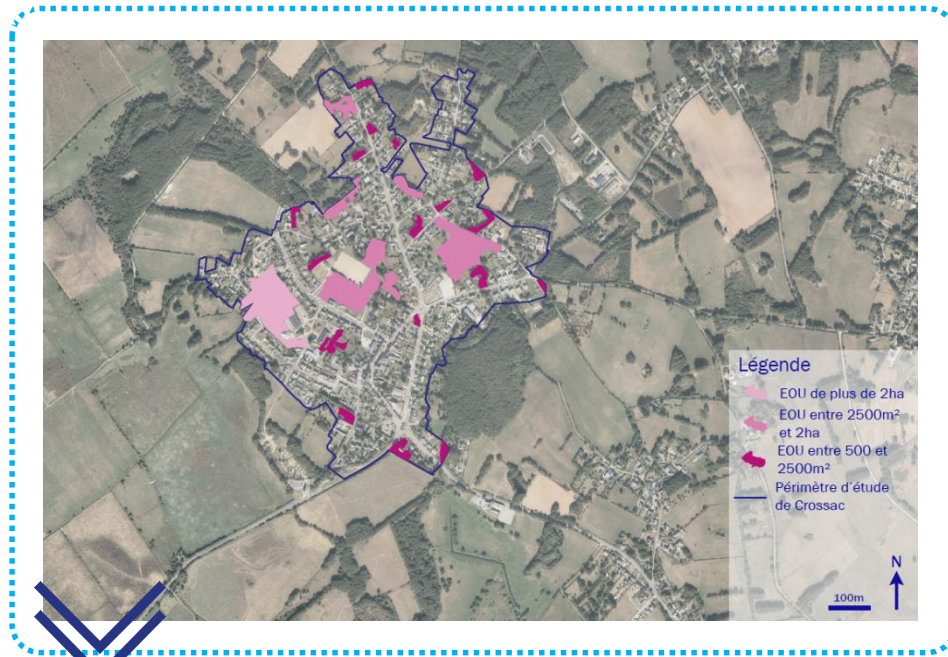 Légende
EOU de plus de 2ha
EOU entre 2500m²
et 2ha
EOU entre 500 et
2500m²
Périmètre d'étude
de Crossac
N
100m